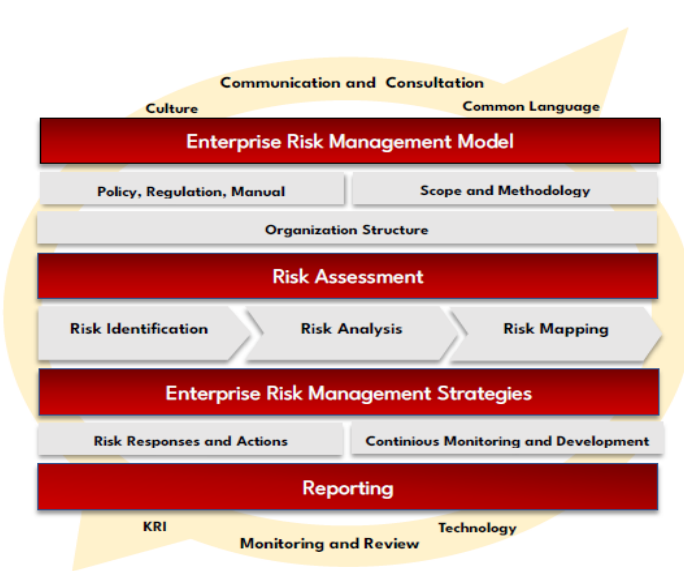 Communication and Consultation
Culture
Common Language
Enterprise Risk Management Model
Policy, Regulation, Manual
Scope and Methodology
Organization Structure
Risk Assessment
Risk Identification
Risk Analysis
Risk Mapping
Enterprise Risk Management Strategies
Risk Responses and Actions
Continious Monitoring and Development
Reporting
KRI
Technology
Monitoring and Review